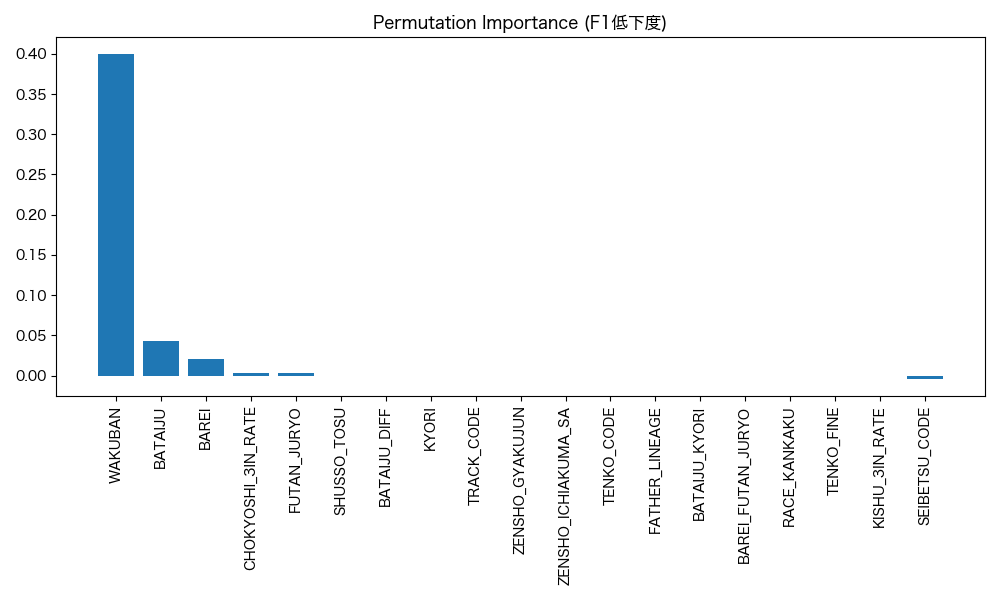 Permutation Importance (F1低下度)
0.40
0.35
0.30
0.25
0.20
0.15
0.10
0.05
0.00
WAKUBAN
BATAIJU
BAREI
CHOKYOSHI_3IN_RATE
FUTAN_JURYO
SHUSSO_TOSU
BATAIJU_DIFF
KYORI
TRACK_CODE
ZENSHO_GYAKUJUN
ZENSHO_ICHIAKUMA_SA
TENKO_CODE
FATHER_LINEAGE
BATAIJU_KYORI
BAREI_FUTAN_JURYO
RACE_KANKAKU
TENKO_FINE
KISHU_3IN_RATE
SEIBETSU_CODE